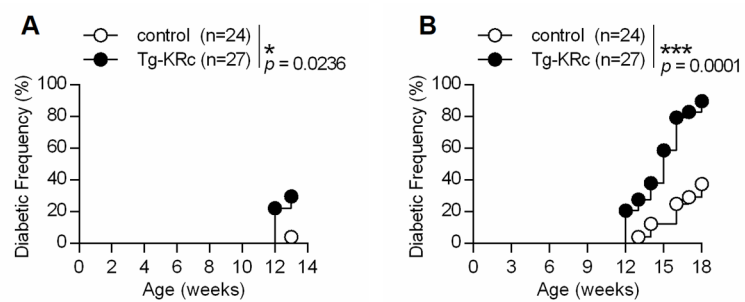 A
control (n=24)
Tg-KRc (n=27)
*
p = 0.0236
Diabetic Frequency (%)
100
80
60
40
20
0
0 2 4 6 8 10 12 14
Age (weeks)
B
control (n=24)
Tg-KRc (n=27)
***
p = 0.0001
Diabetic Frequency (%)
100
80
60
40
20
0
0 3 6 9 12 15 18
Age (weeks)